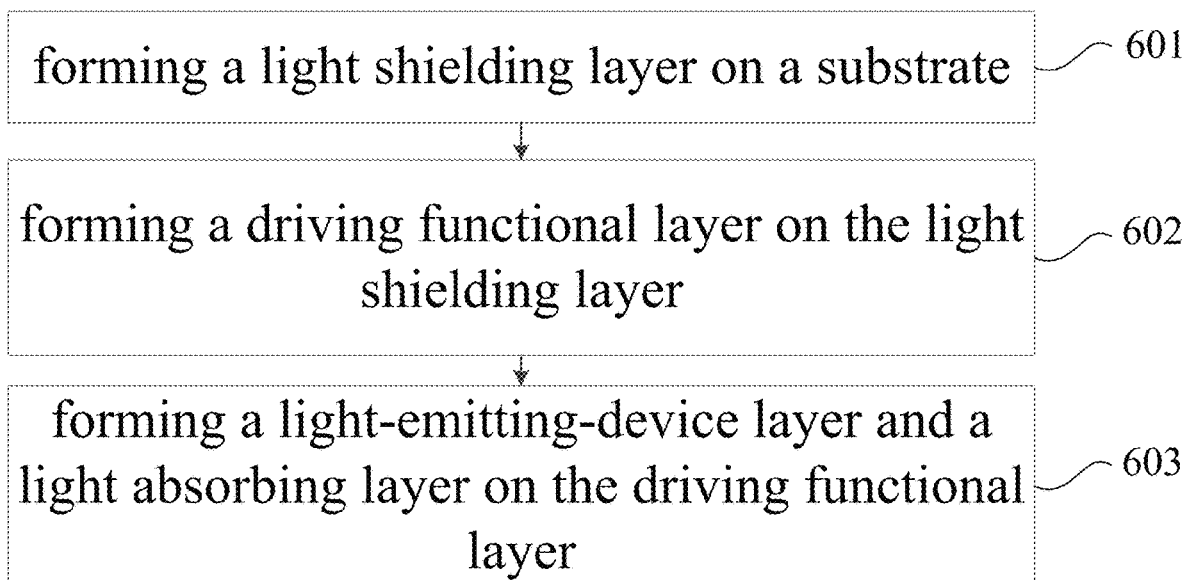 forming a light shielding layer on a substrate
601
forming a driving functional layer on the light
shielding layer
602
forming a light-emitting-device layer and a
light absorbing layer on the driving functional
layer
603